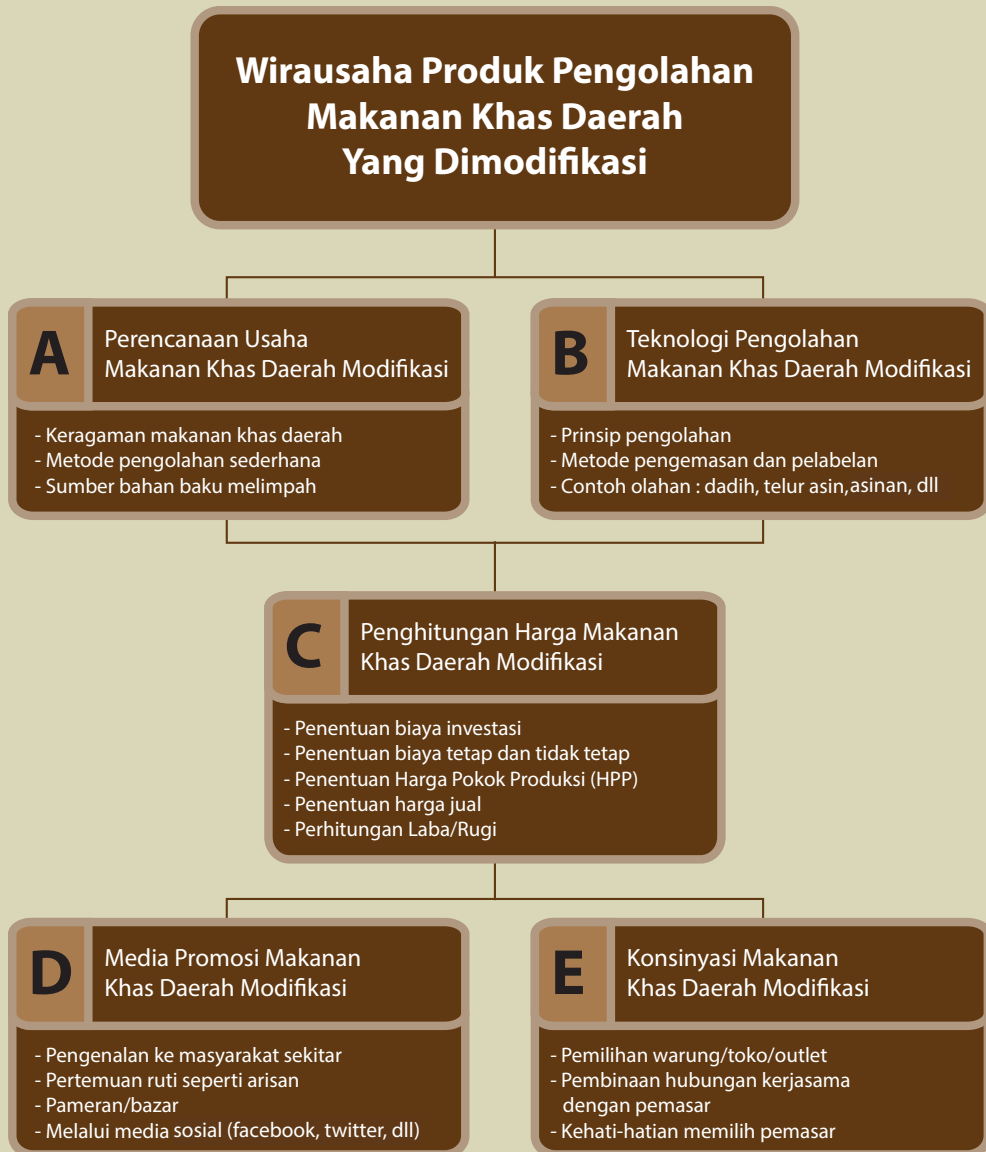 Wirausaha Produk Pengolahan
Makanan Khas Daerah
Yang Dimodifikasi
A
Perencanaan Usaha
Makanan Khas Daerah Modifikasi
- Keragaman makanan khas daerah
- Metode pengolahan sederhana
- Sumber bahan baku melimpah
B
Teknologi Pengolahan
Makanan Khas Daerah Modifikasi
- Prinsip pengolahan
- Metode pengemasan dan pelabelan
- Contoh olahan : dadih, telur asin,asinan, dll
C
Penghitungan Harga Makanan
Khas Daerah Modifikasi
- Penentuan biaya investasi
- Penentuan biaya tetap dan tidak tetap
- Penentuan Harga Pokok Produksi (HPP)
- Penentuan harga jual
- Perhitungan Laba/Rugi
D
Media Promosi Makanan
Khas Daerah Modifikasi
- Pengenalan ke masyarakat sekitar
- Pertemuan ruti seperti arisan
- Pameran/bazar
- Melalui media sosial (facebook, twitter, dll)
E
Konsinyasi Makanan
Khas Daerah Modifikasi
- Pemilihan warung/toko/outlet
- Pembinaan hubungan kerjasama
dengan pemasar
- Kehati-hatian memilih pemasar